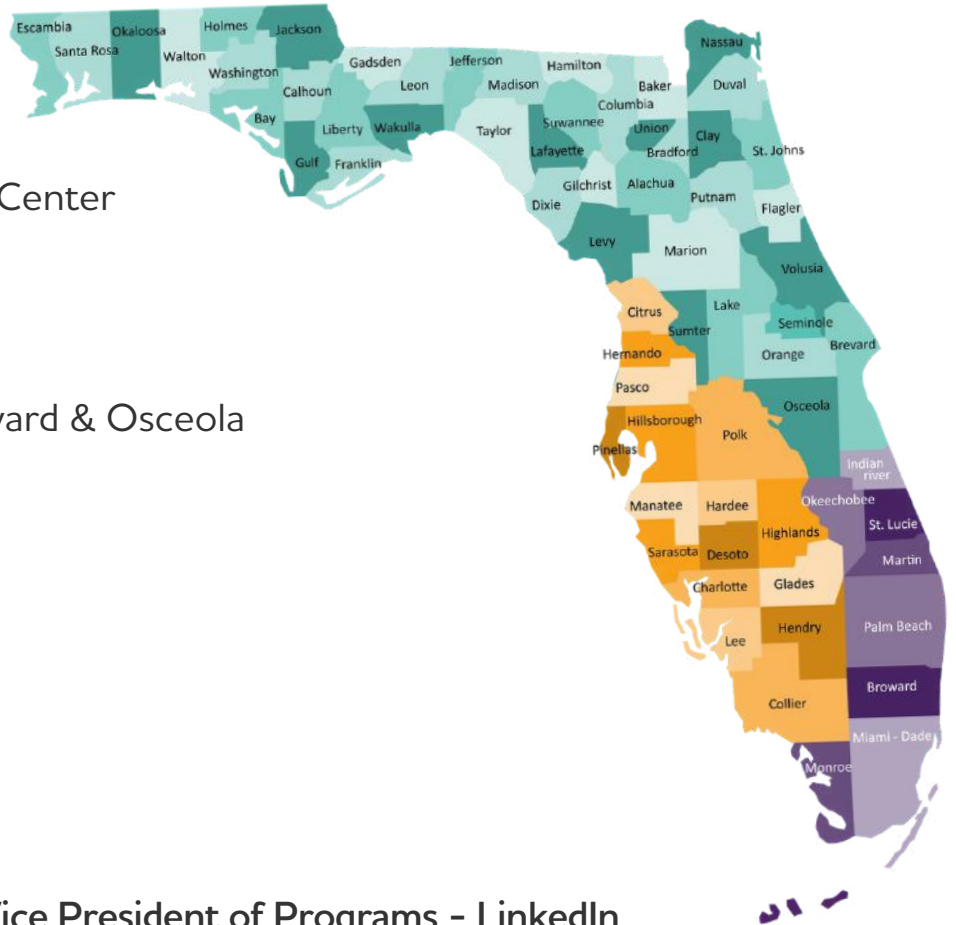 Escambia
Santa Rosa
Okaloosa
Walton
Holmes
Washington
Jackson
Calhoun
Bay
Gulf
Liberty
Franklin
Gadsden
Leon
Wakulla
Jefferson
Madison
Taylor
Hamilton
Suwannee
Lafayette
Dixie
Columbia
Gilchrist
Baker
Union
Bradford
Alachua
Levy
Nassau
Duval
Clay
St. Johns
Putnam
Flagler
Marion
Volusia
Center
Citrus
Sumter
Lake
Seminole
Orange
Brevard
Hernando
Pasco
Osceola
& Osceola
Pinellas
Hillsborough
Polk
Indian
river
Manatee
Hardee
Highlands
Okeechobee
St. Lucie
Sarasota
Desoto
Martin
Charlotte
Glades
Lee
Hendry
Palm Beach
Collier
Broward
Miami - Dade
Monroe
President of Programs - LinkedIn